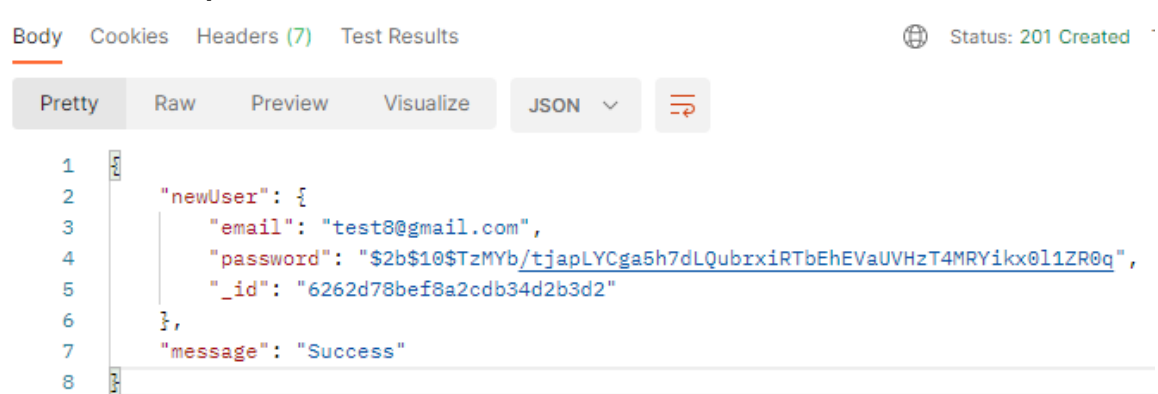 Body Cookies Headers (7) Test Results Status: 201 Created
Pretty Raw Preview Visualize JSON
1 {
2 "newUser": {
3 "email": "test8@gmail.com",
4 "password": "$2b$10$TzMYb/tjapLYCga5h7dLQubrxiRTbEhEVaUVHzT4MRYikx0l1ZR0q",
5 "_id": "6262d78bef8a2cdb34d2b3d2"
6 },
7 "message": "Success"
8 }